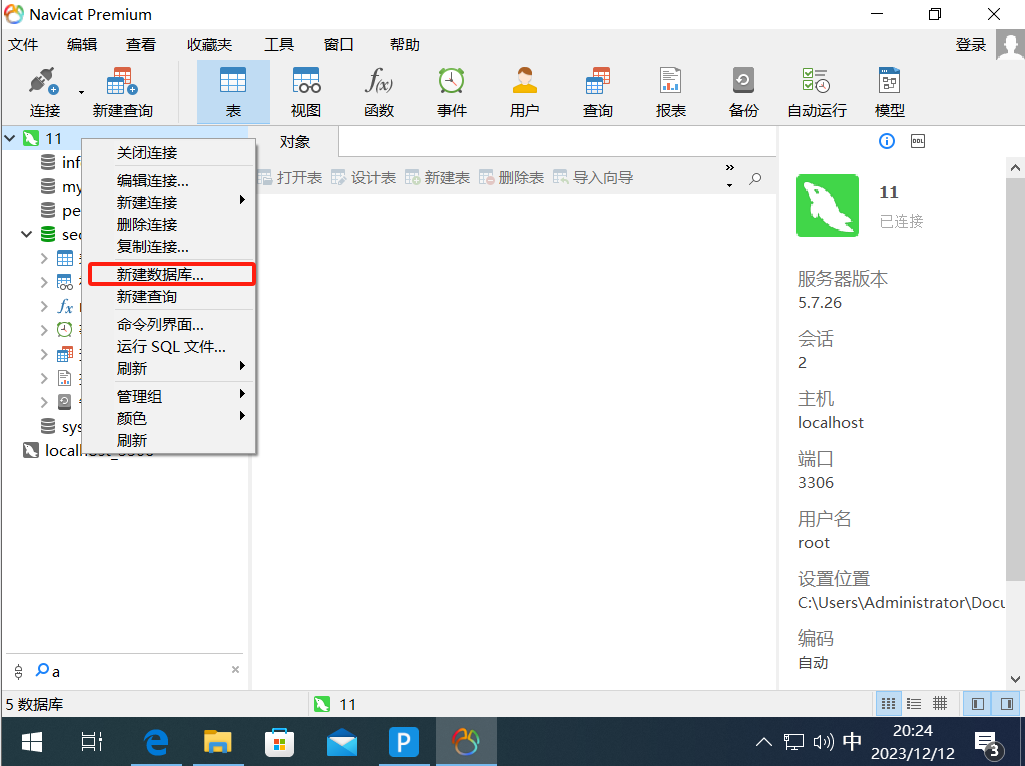 Navicat Premium
文件 编辑 查看 收藏夹 工具 窗口 帮助 登录
连接 新建查询 表 视图 函数 事件 用户 查询 报表 备份 自动运行 模型
11
inf
my
pe
sec
fx
sys
localhost_3306
关闭连接
编辑连接...
新建连接
删除连接
复制连接...
新建数据库...
新建查询
命令列界面...
运行 SQL 文件...
刷新
管理组
颜色
刷新
对象
打开表 设计表 新建表 删除表 导入向导 »
DDL
11
已连接
服务器版本
5.7.26
会话
2
主机
localhost
端口
3306
用户名
root
设置位置
C:\Users\Administrator\Docu
编码
自动
a ×
5 数据库 11
P 中 20:24
2023/12/12 3